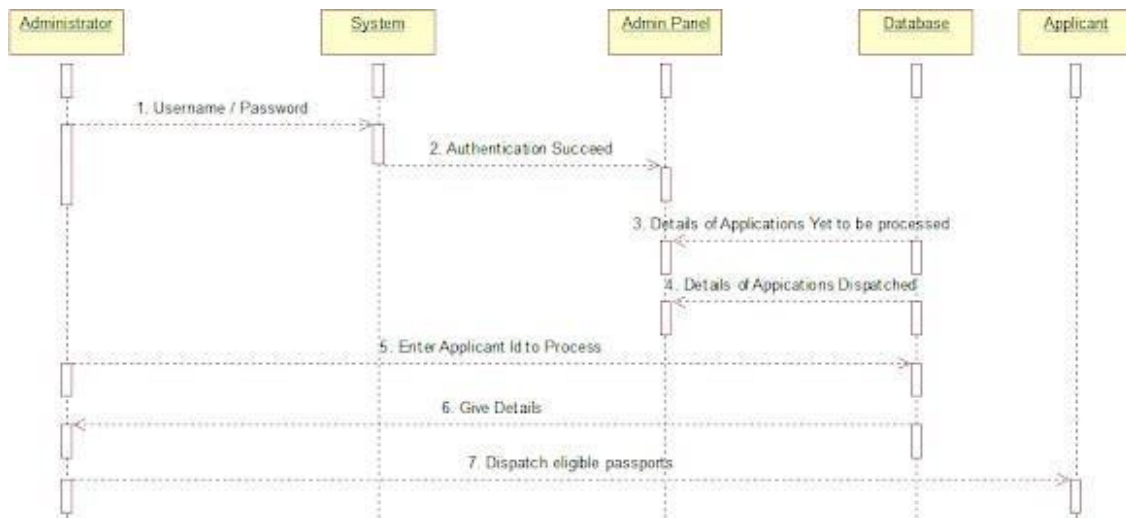 Administrator
System
Admin Panel
Database
Applicant
1. Username / Password
2. Authentication Succeed
3. Details of Applications Yet to be processed
4. Details of Appications Dispatched
5. Enter Applicant Id to Process
6. Give Details
7. Dispatch eligible passports